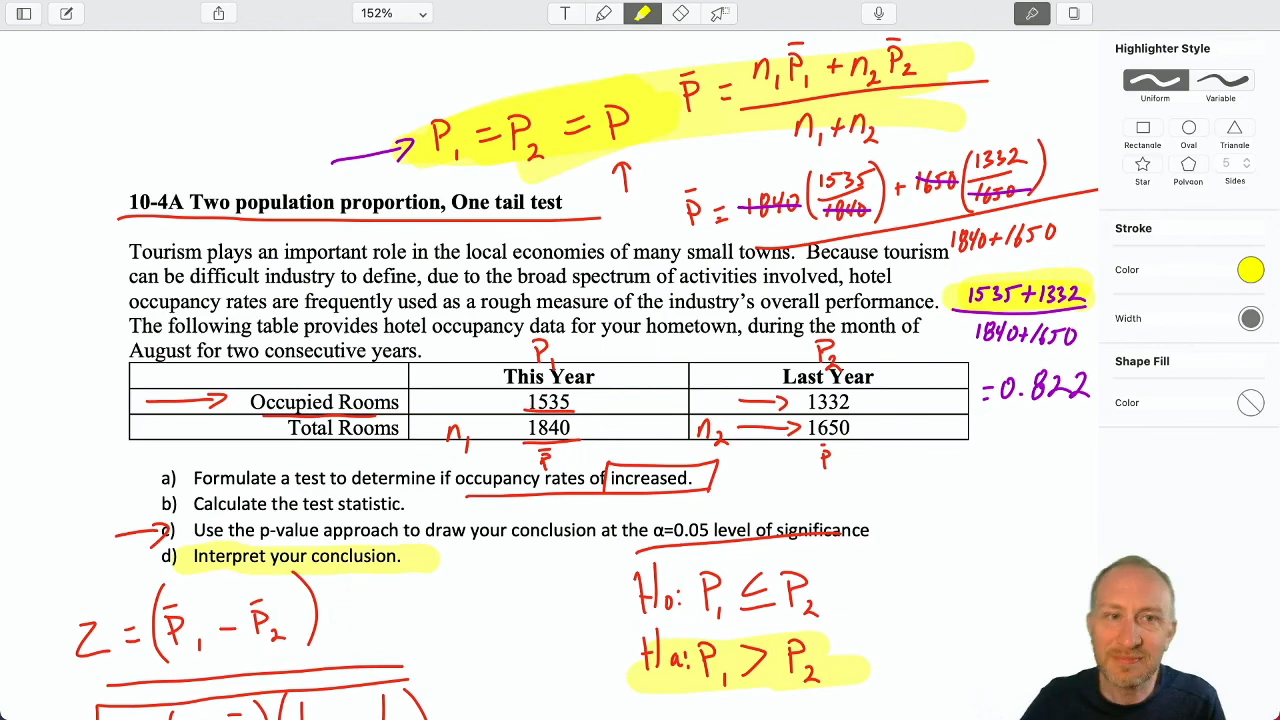 152%
T
Highlighter Style
Uniform
Variable
Rectangle
Oval
Triangle
Star
Polygon
5
Sides
Stroke
Color
Width
Shape Fill
Color
P₁ = P₂ = P
p̄ = n₁p̄₁ + n₂p̄₂
n₁ + n₂
p̄ = 1840 (1535/1840) + 1650 (1332/1650)
1840+1650
10-4A Two population proportion, One tail test
Tourism plays an important role in the local economies of many small towns. Because tourism
can be difficult industry to define, due to the broad spectrum of activities involved, hotel
occupancy rates are frequently used as a rough measure of the industry's overall performance.
The following table provides hotel occupancy data for your hometown, during the month of
August for two consecutive years.
1535+1332
1840+1650
=0.822
P₁ P₂
This Year Last Year
Occupied Rooms 1535 1332
Total Rooms n₁ 1840 n₂ 1650
p̄ p̄
a) Formulate a test to determine if occupancy rates of increased.
b) Calculate the test statistic.
c) Use the p-value approach to draw your conclusion at the α=0.05 level of significance
d) Interpret your conclusion.
H₀: P₁ ≤ P₂
Ha: P₁ > P₂
Z = (p̄₁ - p̄₂)